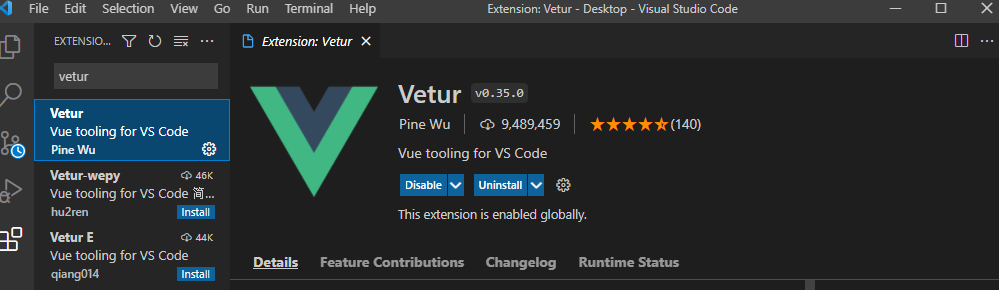 File Edit Selection View Go Run Terminal Help Extension: Vetur - Desktop - Visual Studio Code
EXTENSIO...
Extension: Vetur
vetur
Vetur
Vue tooling for VS Code
Pine Wu
Vetur-wepy 46K
Vue tooling for VS Code 简...
hu2ren Install
Vetur E 44K
Vue tooling for VS Code
qiang014 Install
Vetur v0.35.0
Pine Wu 9,489,459 (140)
Vue tooling for VS Code
Disable Uninstall
This extension is enabled globally.
Details Feature Contributions Changelog Runtime Status